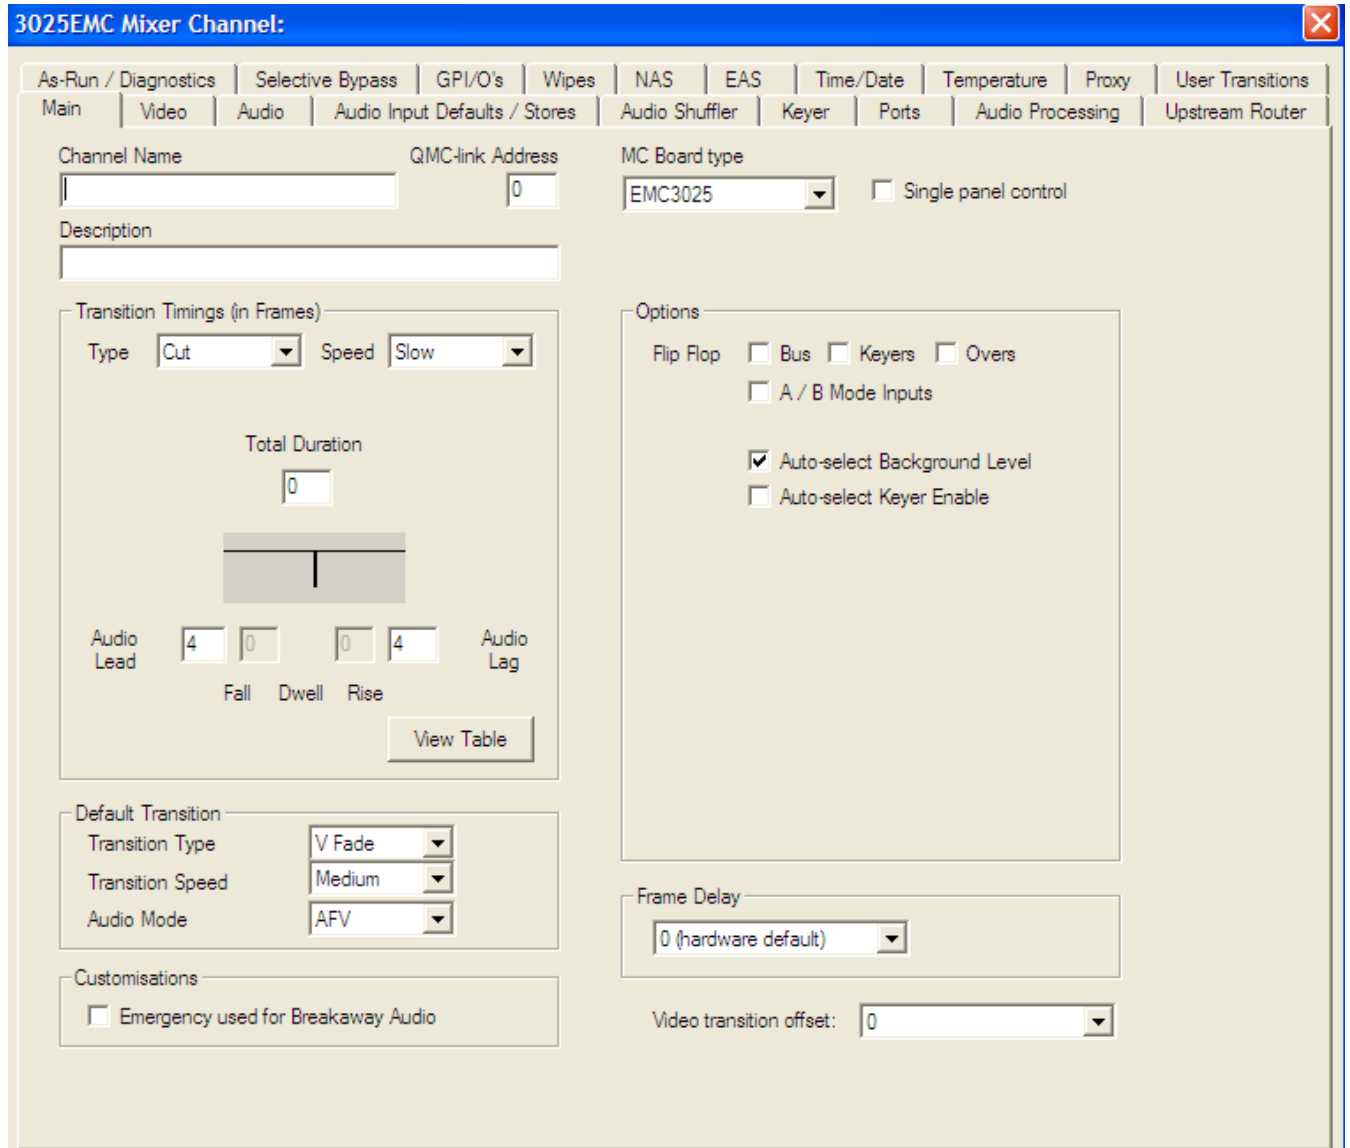 3025EMC Mixer Channel:
As-Run / Diagnostics Selective Bypass GPI/O's Wipes NAS EAS Time/Date Temperature Proxy User Transitions
Main Video Audio Audio Input Defaults / Stores Audio Shuffler Keyer Ports Audio Processing Upstream Router
Channel Name QMC-link Address MC Board type
0 EMC3025 Single panel control
Description
Transition Timings (in Frames) Options
Type Cut Speed Slow Flip Flop Bus Keyers Overs
A / B Mode Inputs
Total Duration Auto-select Background Level
0 Auto-select Keyer Enable
Audio Lead 4 0 0 4 Audio Lag
Fall Dwell Rise
View Table
Default Transition
Transition Type V Fade
Transition Speed Medium
Audio Mode AFV
Frame Delay
0 (hardware default)
Customisations
Emergency used for Breakaway Audio
Video transition offset: 0